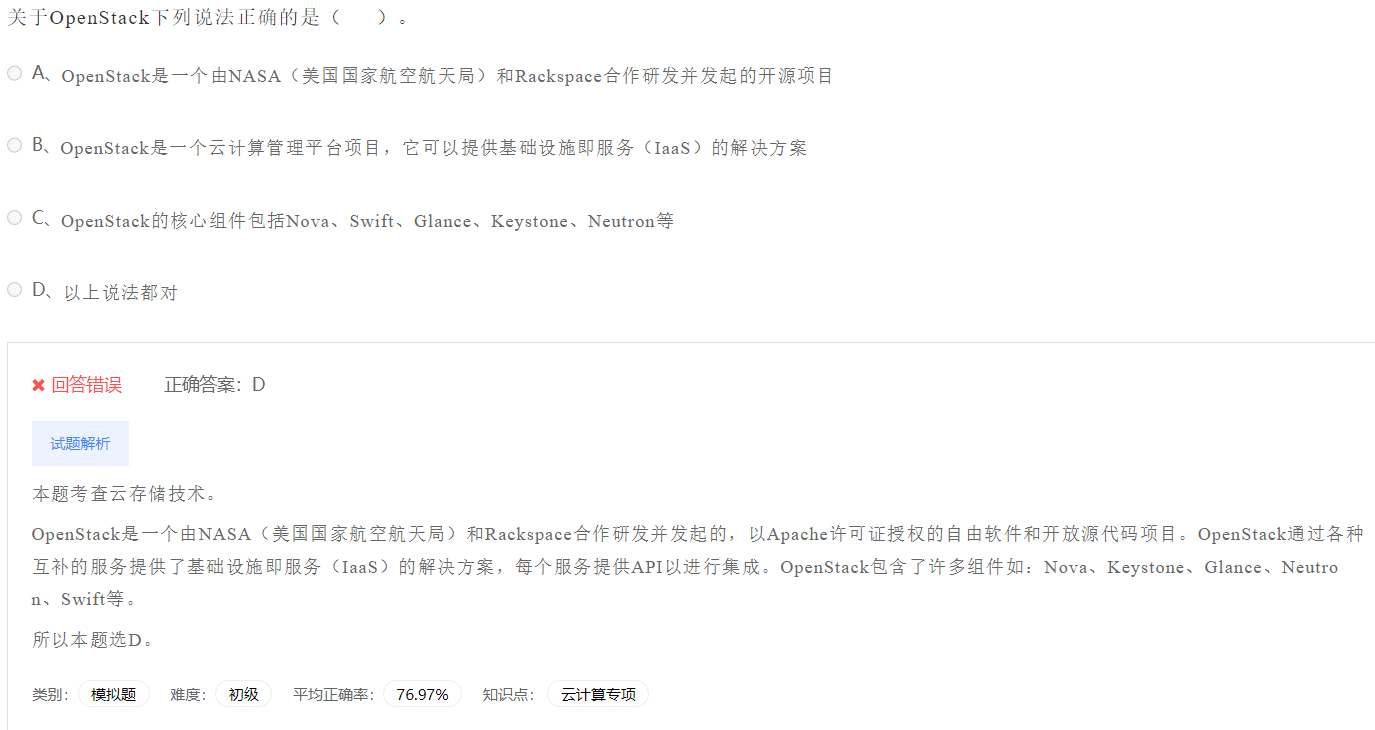 关于OpenStack下列说法正确的是（　　）。
A、OpenStack是一个由NASA（美国国家航空航天局）和Rackspace合作研发并发起的开源项目
B、OpenStack是一个云计算管理平台项目，它可以提供基础设施即服务（IaaS）的解决方案
C、OpenStack的核心组件包括Nova、Swift、Glance、Keystone、Neutron等
D、以上说法都对
回答错误 正确答案：D
试题解析
本题考查云存储技术。
OpenStack是一个由NASA（美国国家航空航天局）和Rackspace合作研发并发起的，以Apache许可证授权的自由软件和开放源代码项目。OpenStack通过各种
互补的服务提供了基础设施即服务（IaaS）的解决方案，每个服务提供API以进行集成。OpenStack包含了许多组件如：Nova、Keystone、Glance、Neutro
n、Swift等。
所以本题选D。
类别： 模拟题 难度： 初级 平均正确率： 76.97% 知识点： 云计算专项